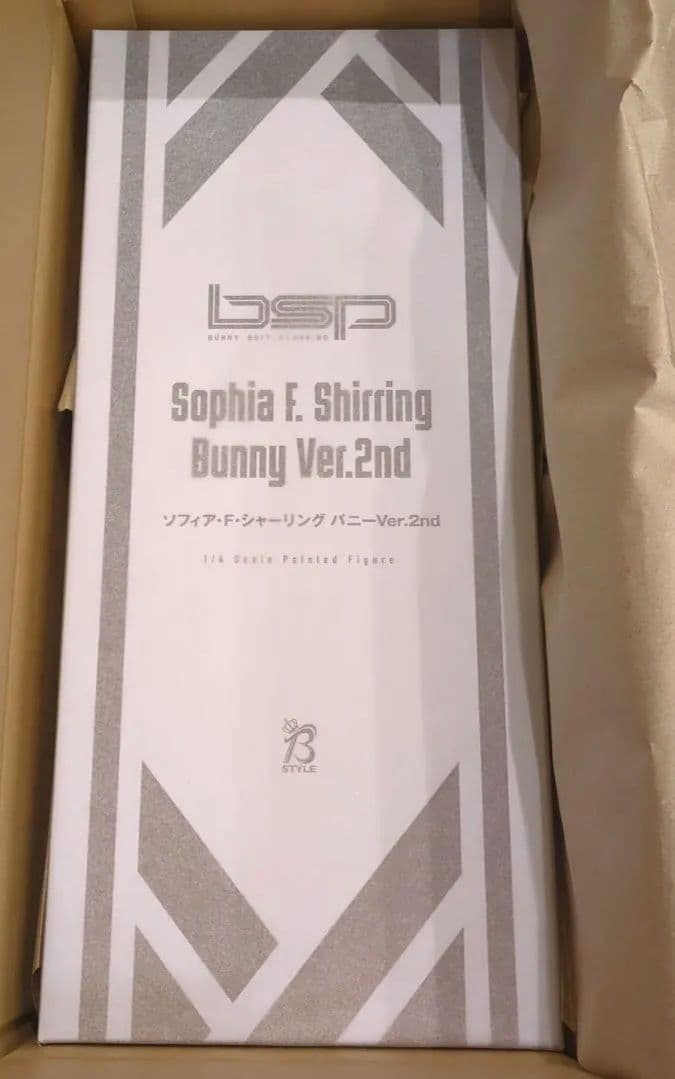 bsp
BUNNY SUIT PLANNING
Sophia F. Shirring
Bunny Ver.2nd
ソフィア・F・シャーリング バニーVer.2nd
1/4 Scale Painted Figure
B
STYLE